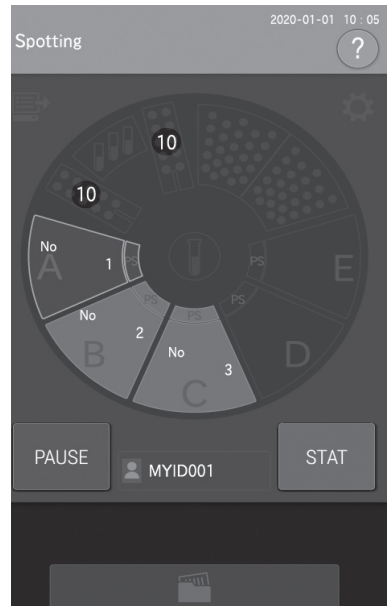 2020-01-01 10:05
Spotting
?
10
10
No
A
1
PS
E
PS
No
B
2
PS
PS
PS
No
C
3
D
PAUSE
MYID001
STAT